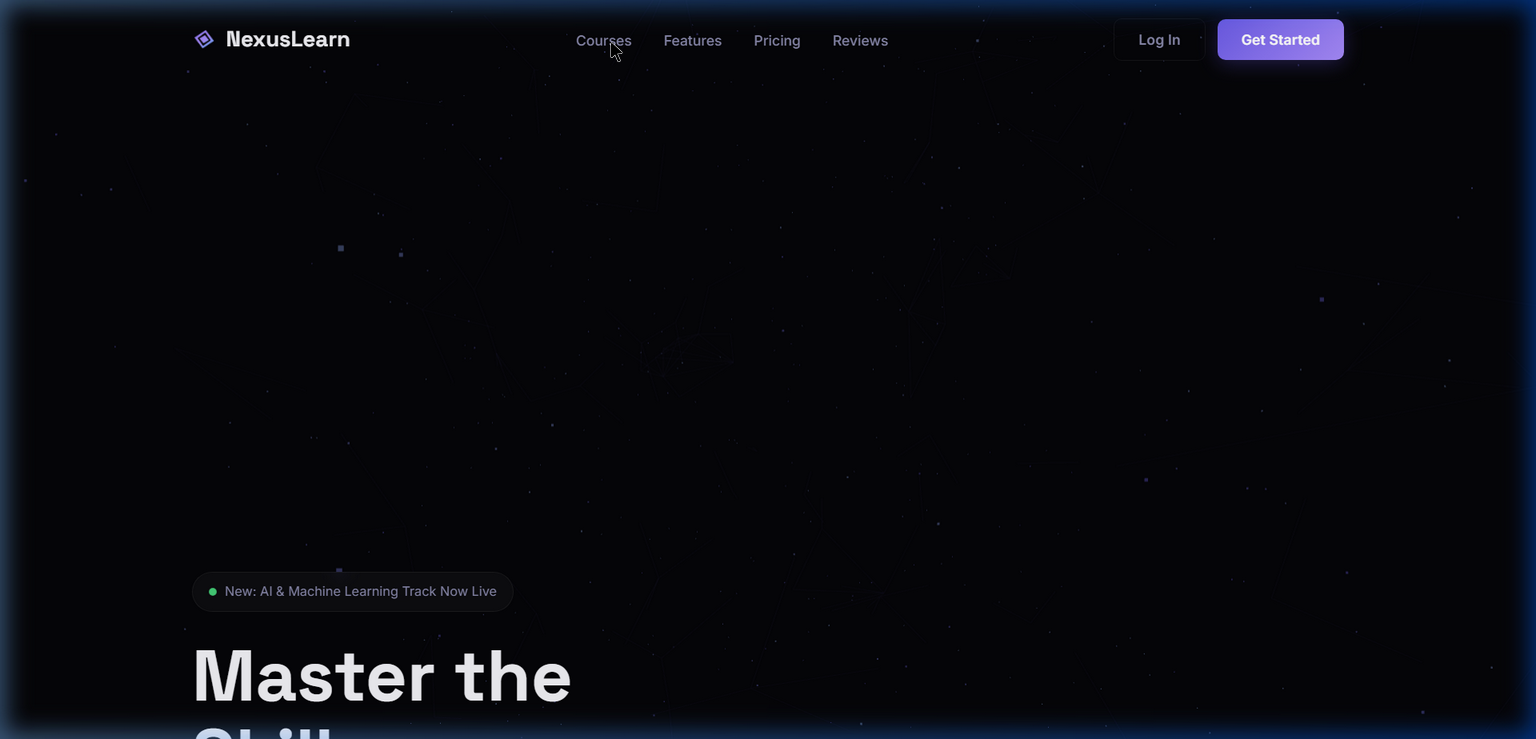 NexusLearn
Courses Features Pricing Reviews
Log In
Get Started
New: AI & Machine Learning Track Now Live
Master the